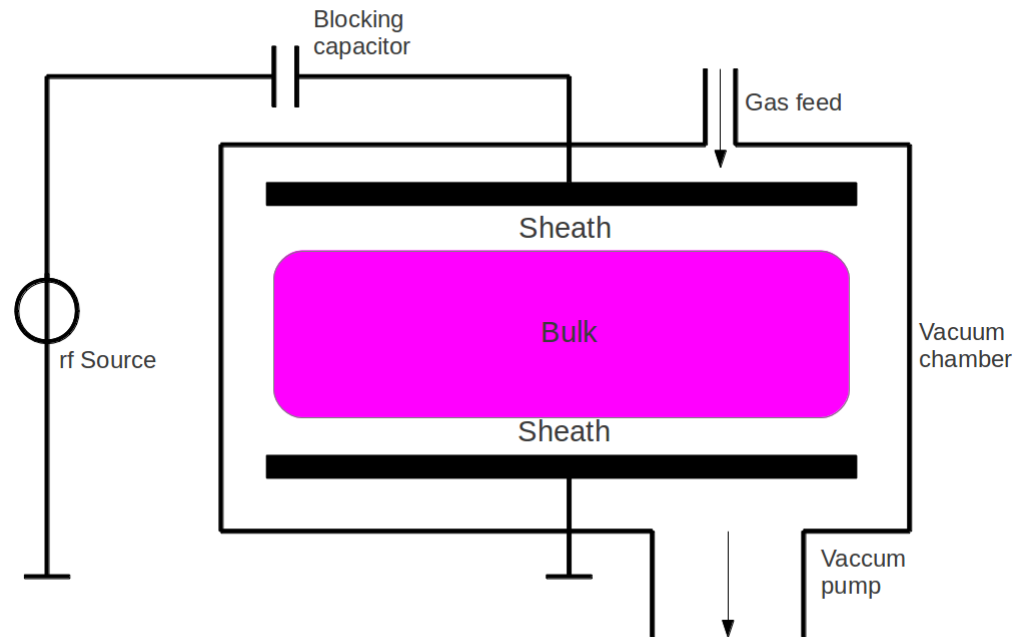 Blocking
capacitor
Gas feed
Sheath
Bulk
rf Source
Vacuum
chamber
Sheath
Vaccum
pump